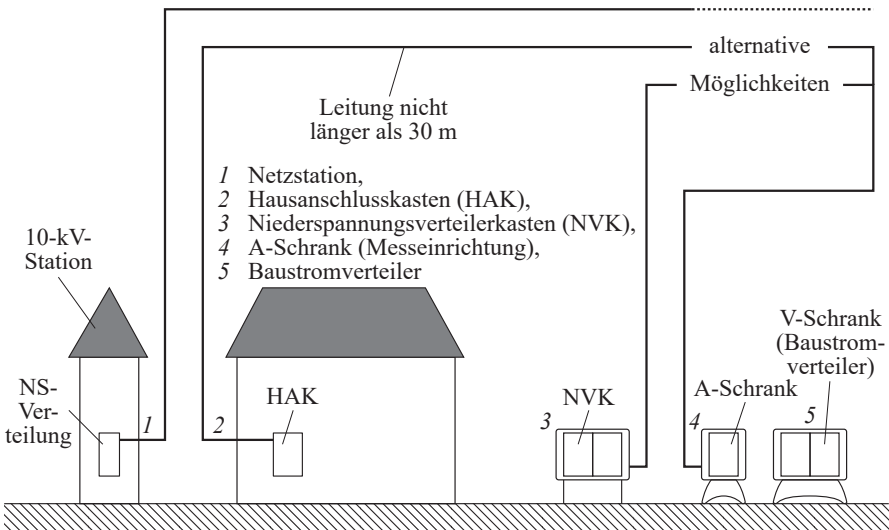 alternative
Möglichkeiten
Leitung nicht
länger als 30 m
1 Netzstation,
2 Hausanschlusskasten (HAK),
3 Niederspannungsverteilerkasten (NVK),
4 A-Schrank (Messeinrichtung),
5 Baustromverteiler
10-kV-
Station
NS-
Ver-
teilung
1
2
HAK
3
NVK
4
A-Schrank
5
V-Schrank
(Baustrom-
verteiler)